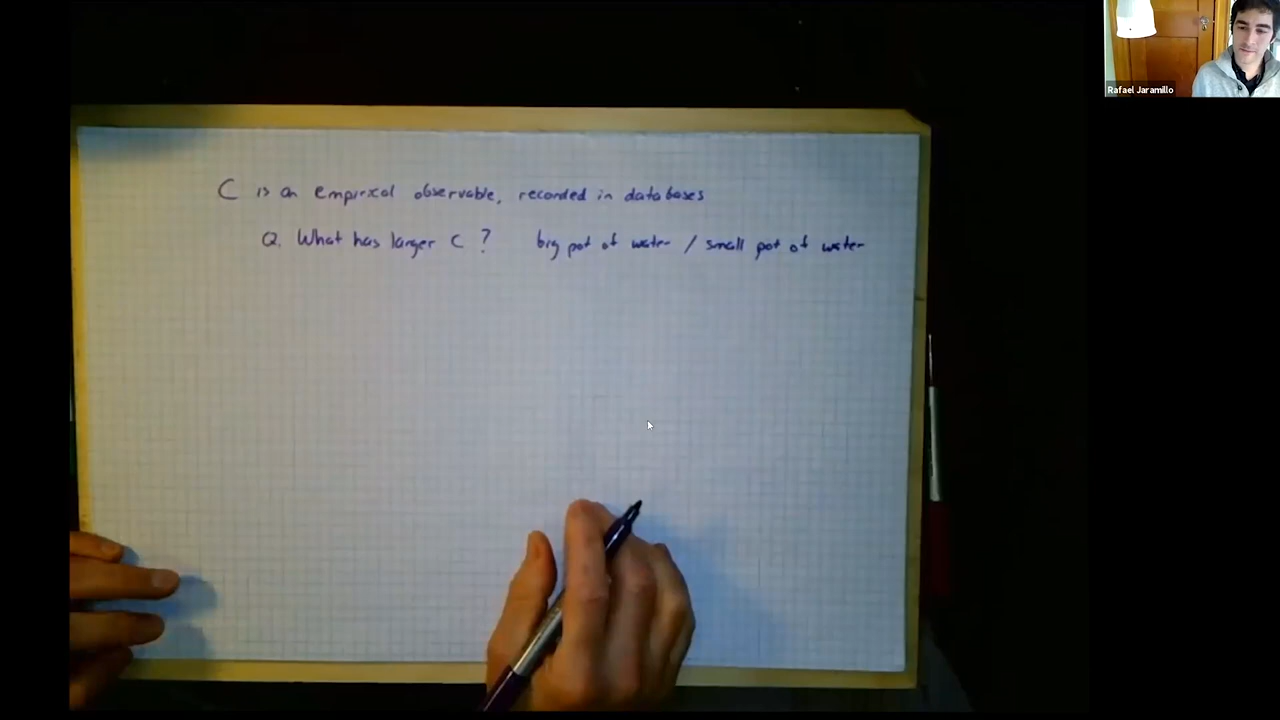 Rafael Jaramillo
C is an empirical observable, recorded in databases
Q. What has larger C? big pot of water / small pot of water